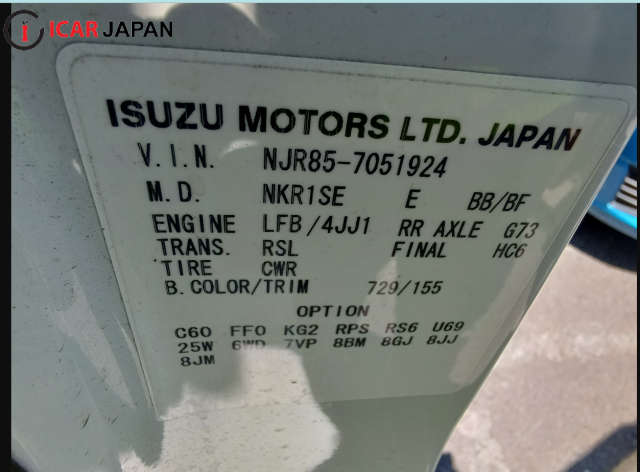 ICAR JAPAN
ISUZU MOTORS LTD. JAPAN
V.I.N. NJR85-7051924
M.D. NKR1SE E BB/BF
ENGINE LFB/4JJ1 RR AXLE G73
TRANS. RSL FINAL HC6
TIRE CWR
B.COLOR/TRIM 729/155
OPTION
C60 FFO KG2 RPS RS6 U69
25W 6WD 7VP 8BM 8GJ 8JJ
8JM